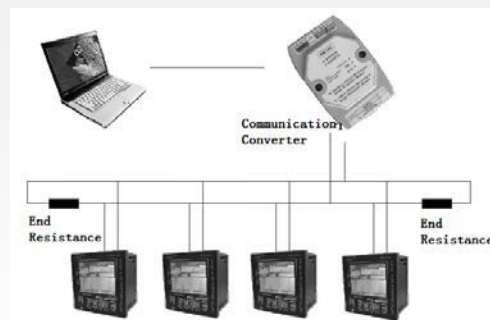 Communication
Converter
End
Resistance
End
Resistance